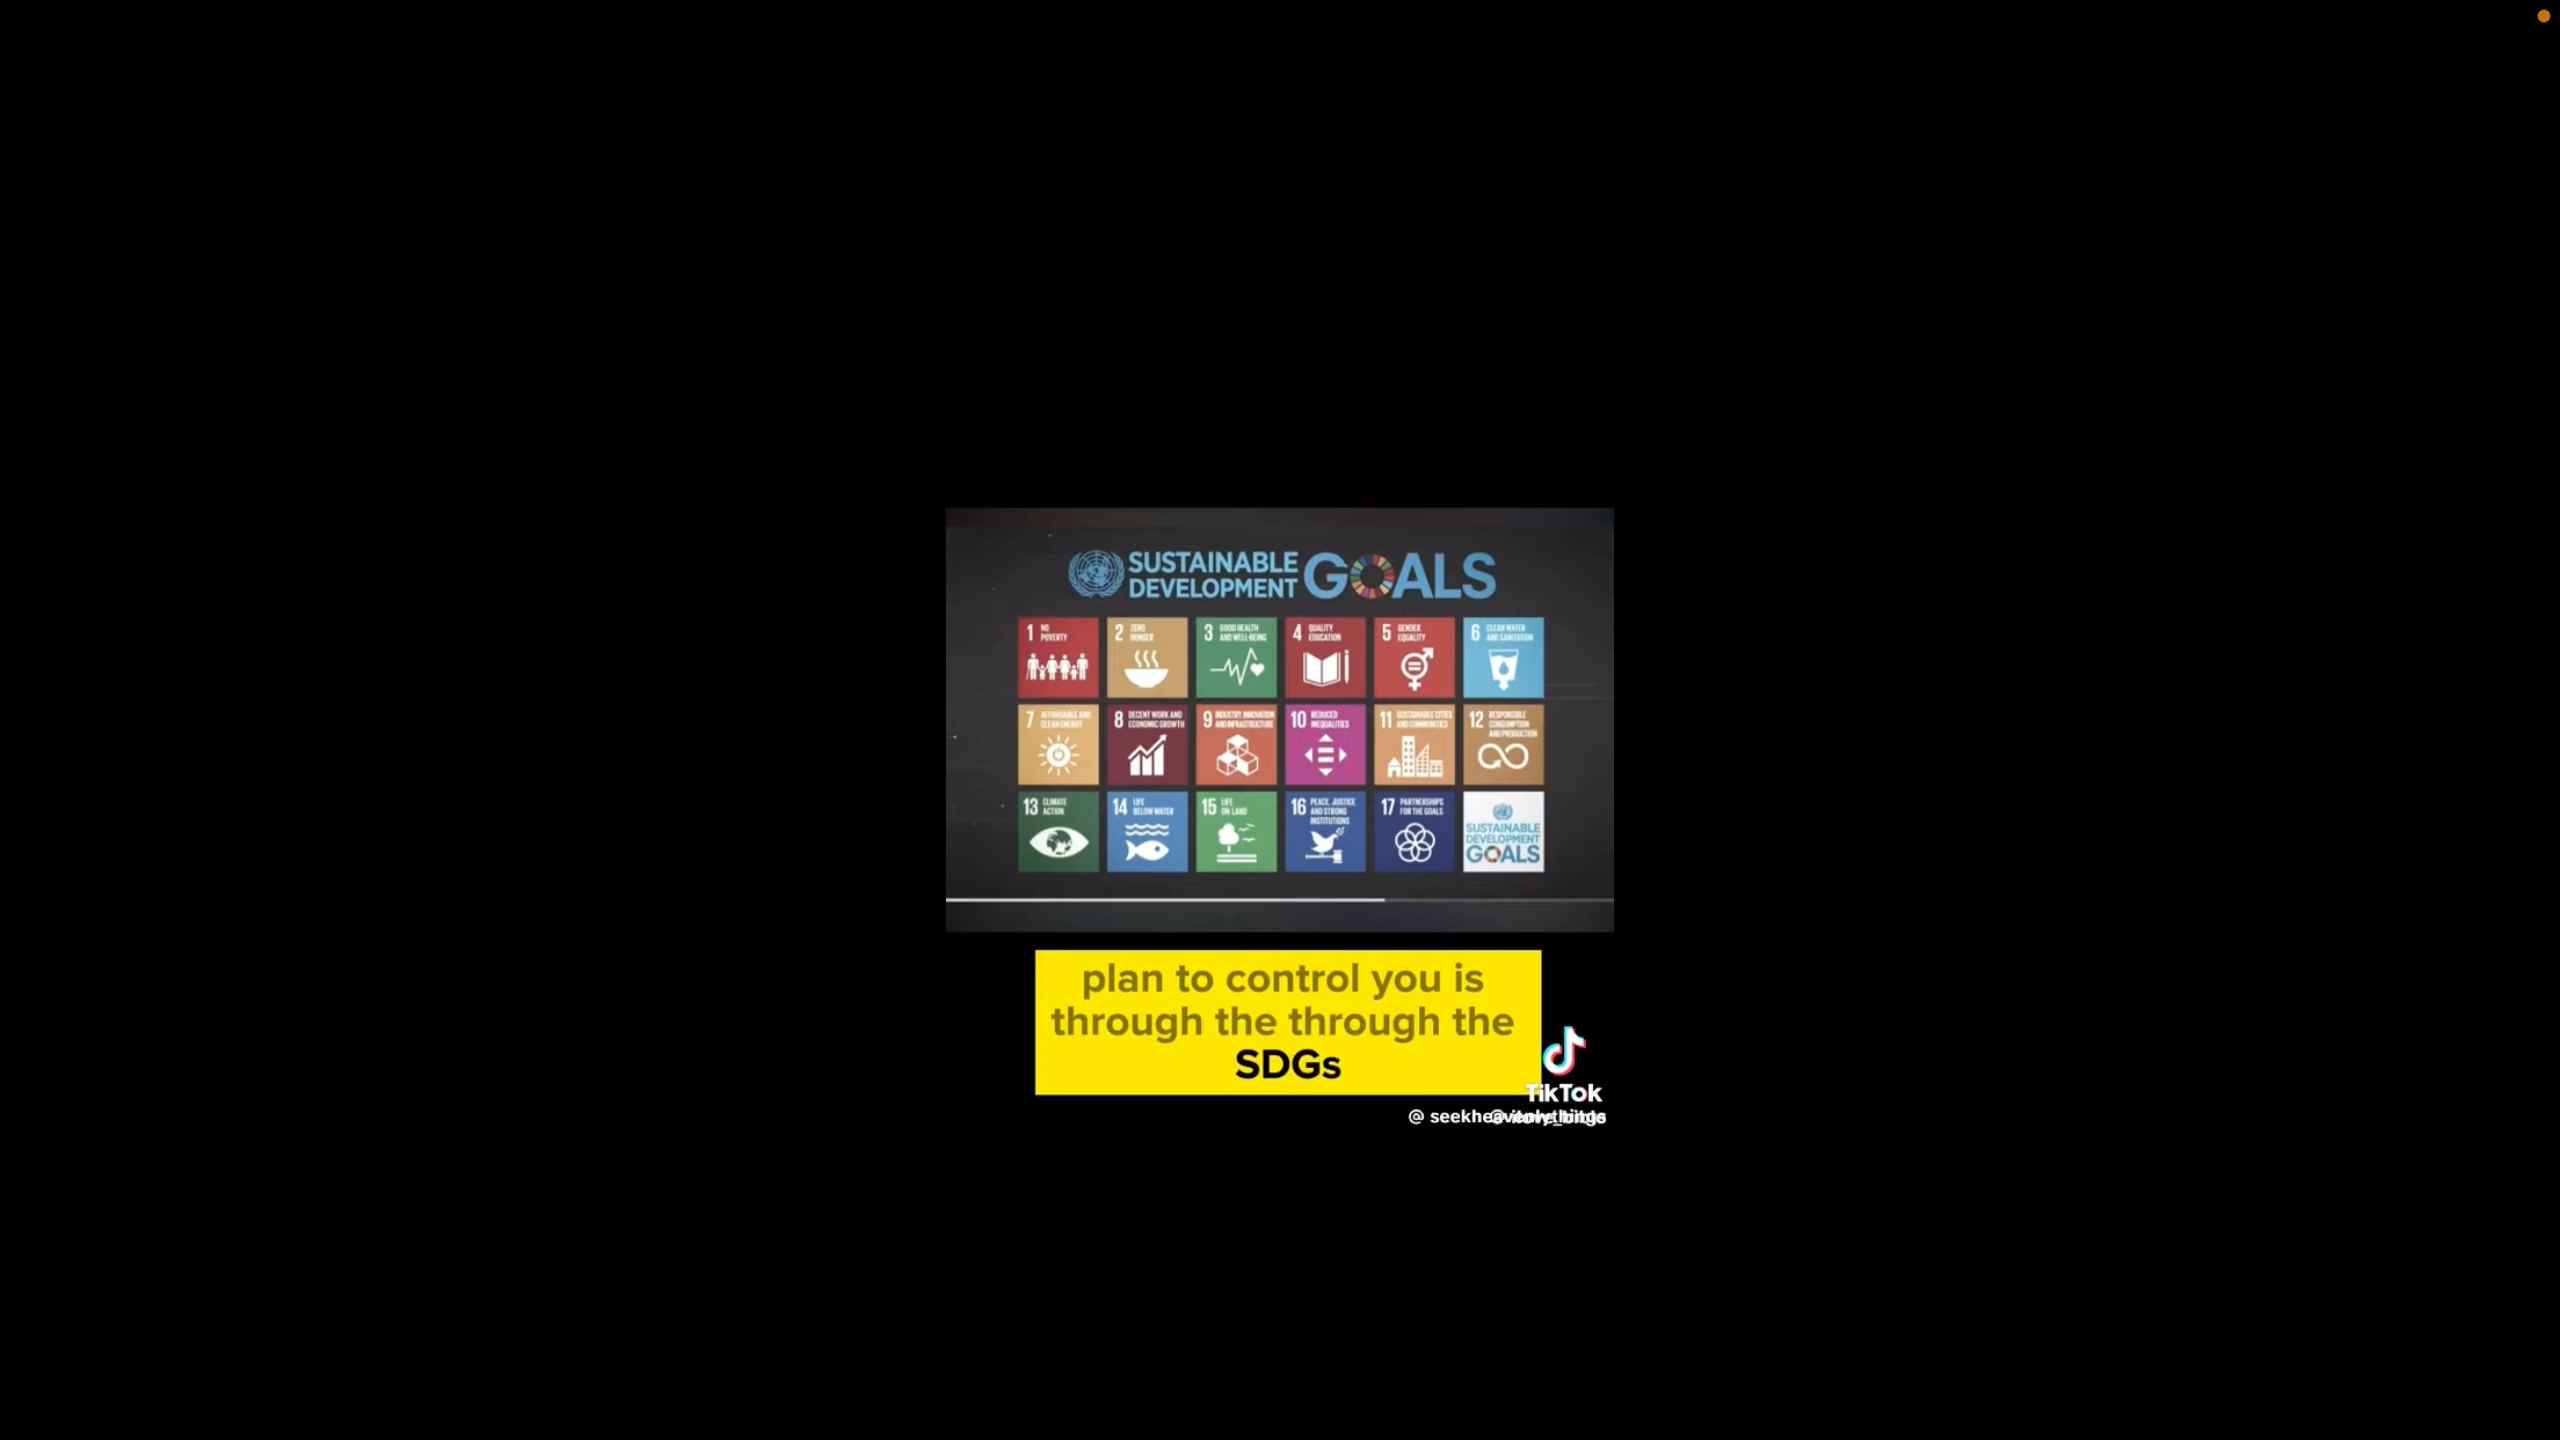 SUSTAINABLE
DEVELOPMENT
GOALS
1 NO
POVERTY
2 ZERO
HUNGER
3 GOOD HEALTH
AND WELL-BEING
4 QUALITY
EDUCATION
5 GENDER
EQUALITY
6 CLEAN WATER
AND SANITATION
7 AFFORDABLE AND
CLEAN ENERGY
8 DECENT WORK AND
ECONOMIC GROWTH
9 INDUSTRY, INNOVATION
AND INFRASTRUCTURE
10 REDUCED
INEQUALITIES
11 SUSTAINABLE CITIES
AND COMMUNITIES
12 RESPONSIBLE
CONSUMPTION
AND PRODUCTION
13 CLIMATE
ACTION
14 LIFE
BELOW WATER
15 LIFE
ON LAND
16 PEACE, JUSTICE
AND STRONG
INSTITUTIONS
17 PARTNERSHIPS
FOR THE GOALS
SUSTAINABLE
DEVELOPMENT
GOALS
plan to control you is
through the through the
SDGs
TikTok